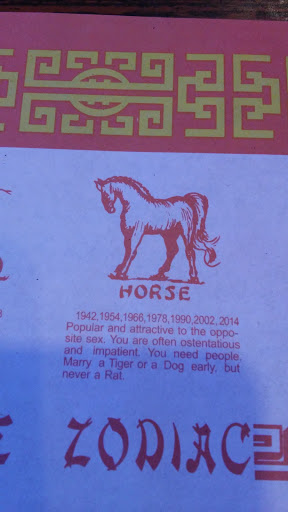 HORSE
1942,1954,1966,1978,1990,2002, 2014
Popular and attractive to the oppo-
site sex. You are often ostentatious
and impatient. You need people.
Marry a Tiger or a Dog early, but
never a Rat.
ZODIAC